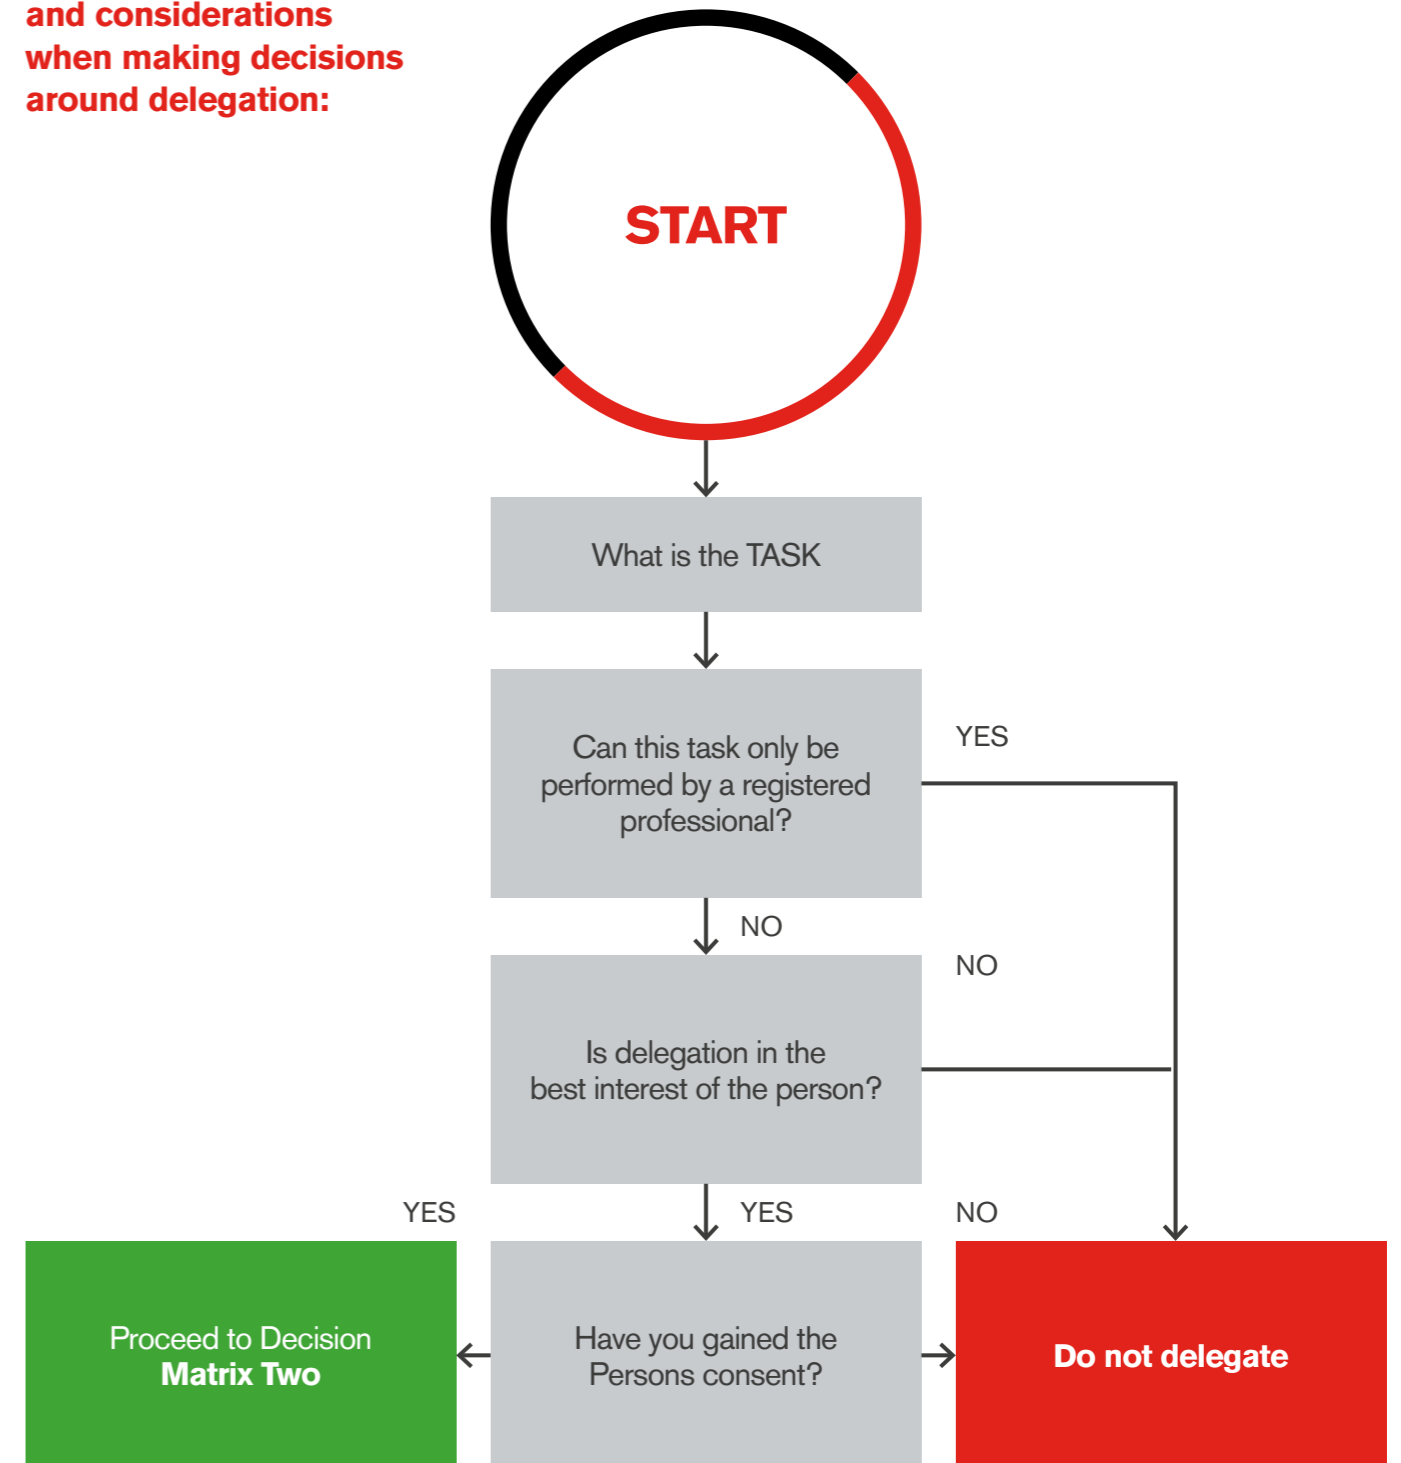 and considerations
when making decisions
around delegation:
START
What is the TASK
Can this task only be
performed by a registered
professional?
YES
NO
NO
Is delegation in the
best interest of the person?
YES
YES
NO
Proceed to Decision
Matrix Two
Have you gained the
Persons consent?
Do not delegate